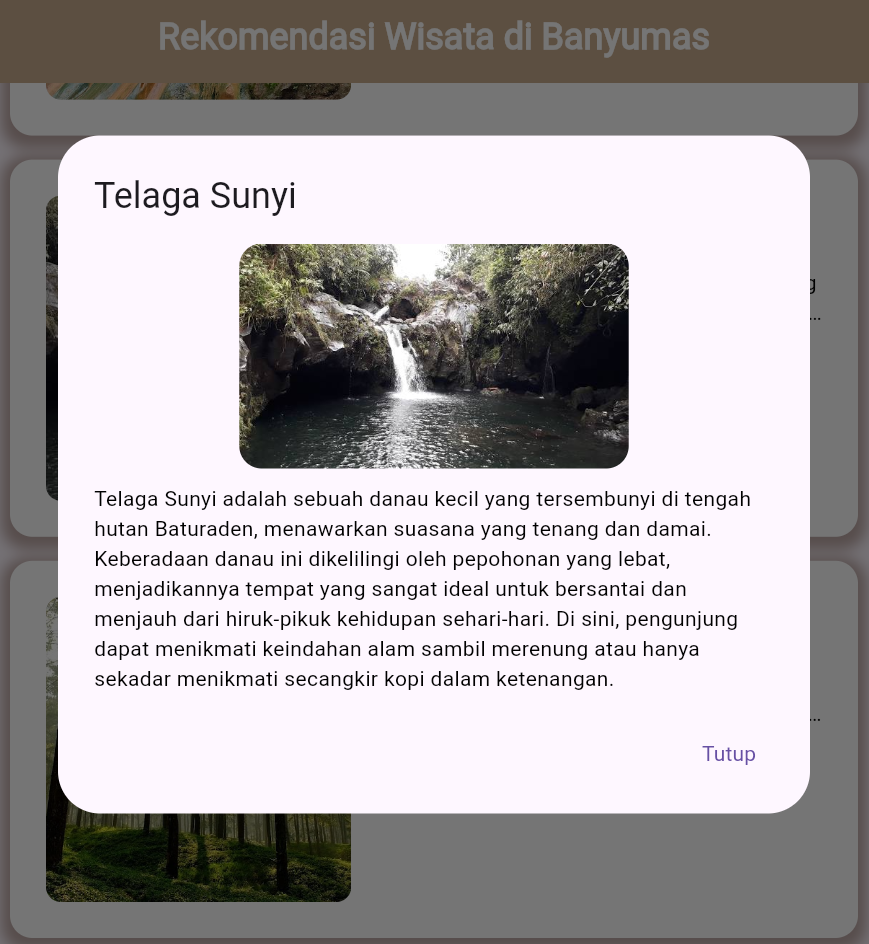 Rekomendasi Wisata di Banyumas
Telaga Sunyi
Telaga Sunyi adalah sebuah danau kecil yang tersembunyi di tengah
hutan Baturaden, menawarkan suasana yang tenang dan damai.
Keberadaan danau ini dikelilingi oleh pepohonan yang lebat,
menjadikannya tempat yang sangat ideal untuk bersantai dan
menjauh dari hiruk-pikuk kehidupan sehari-hari. Di sini, pengunjung
dapat menikmati keindahan alam sambil merenung atau hanya
sekadar menikmati secangkir kopi dalam ketenangan.
Tutup